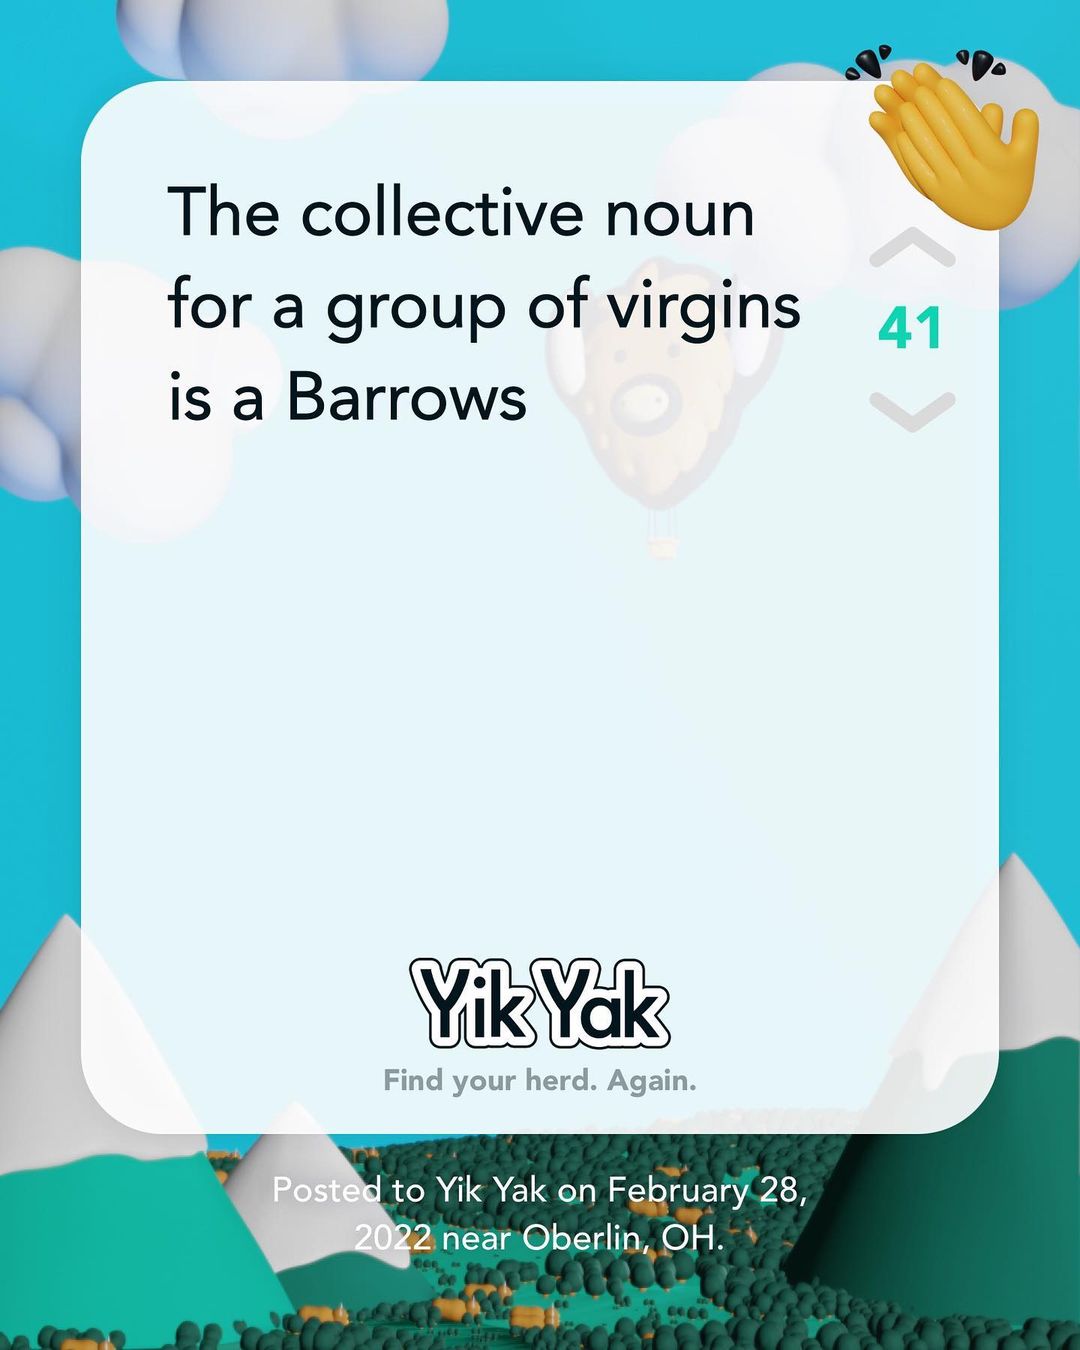 The collective noun
for a group of virgins
is a Barrows
41
Yik Yak
Find your herd. Again.
Posted to Yik Yak on February 28,
2022 near Oberlin, OH.